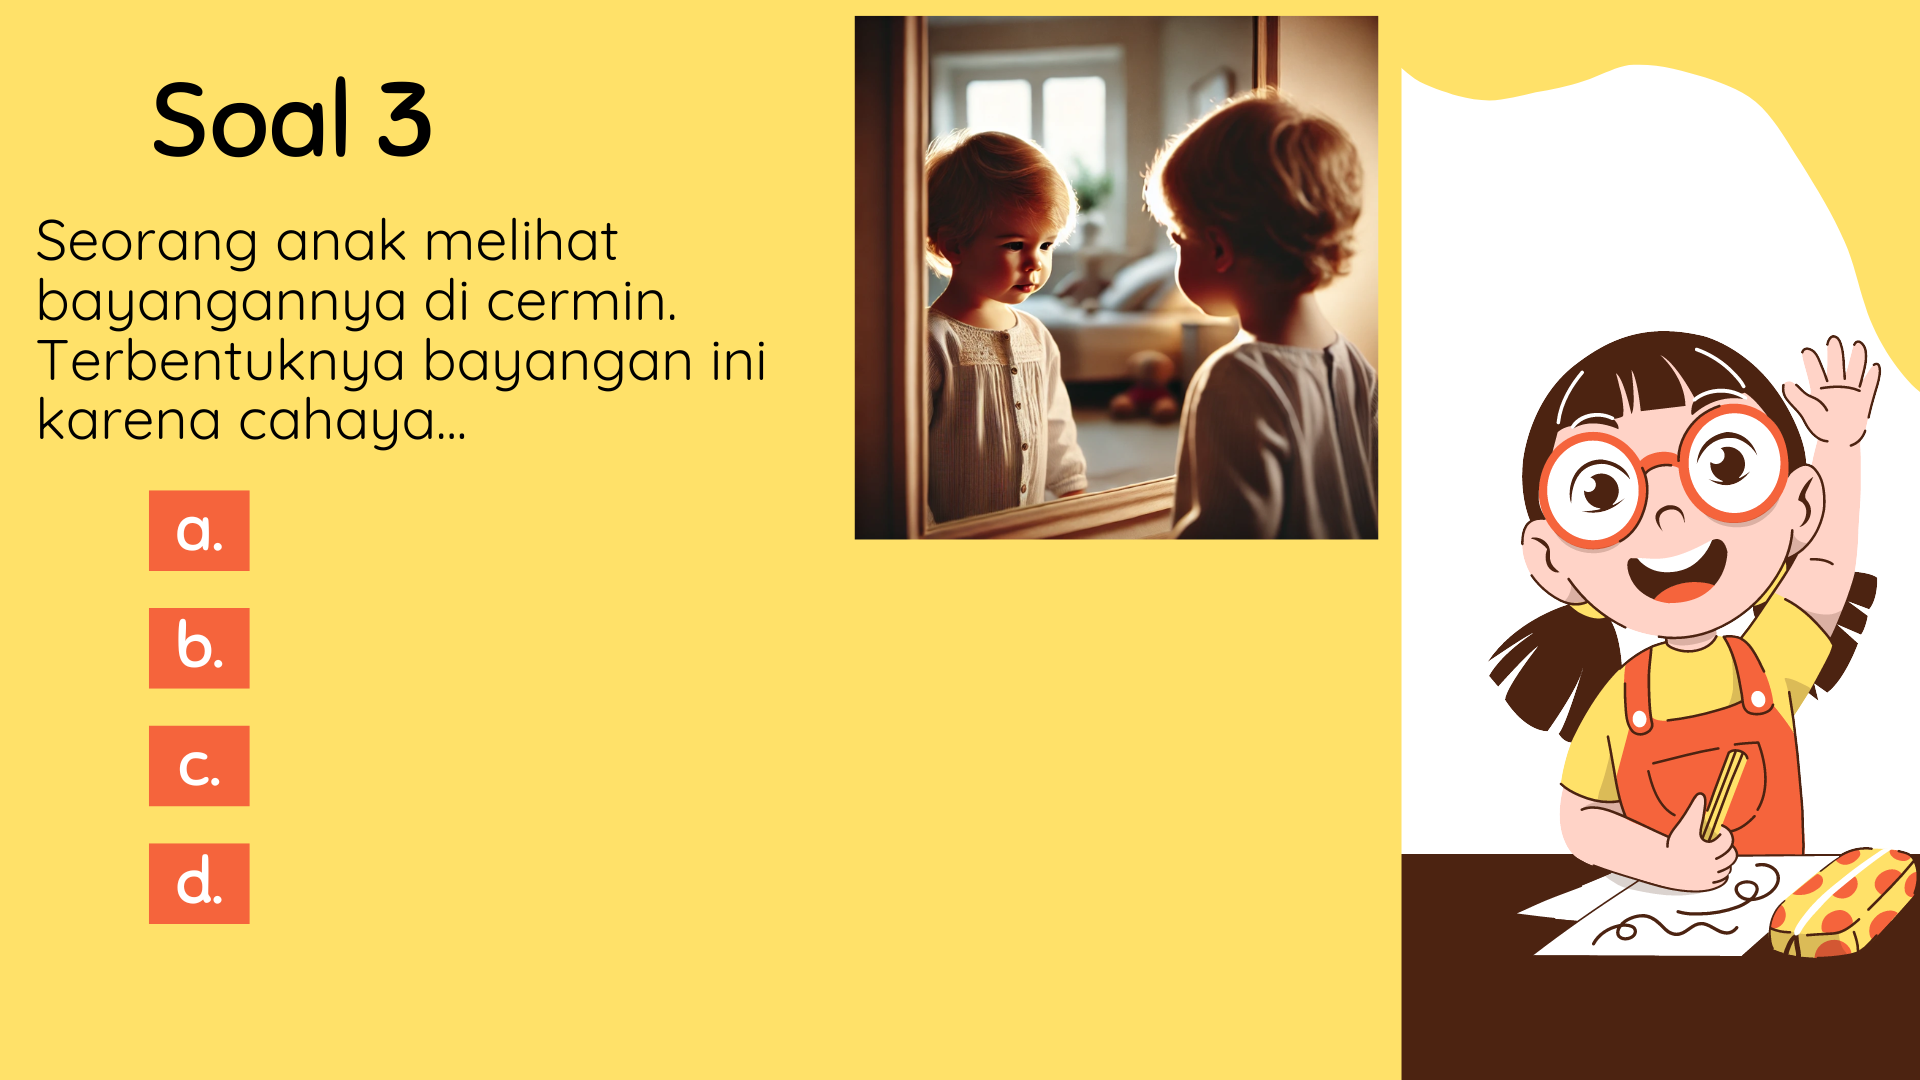 Soal 3
Seorang anak melihat
bayangannya di cermin.
Terbentuknya bayangan ini
karena cahaya...
a.
b.
c.
d.